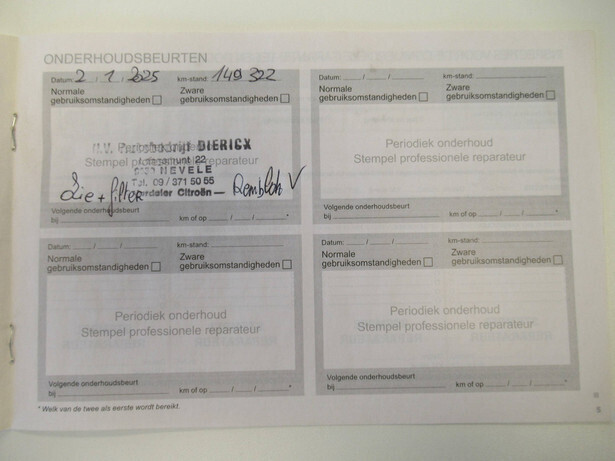 ONDERHOUDSBEURTEN
Datum: 2 / 1 / 2025 km-stand: 149 322
Normale gebruiksomstandigheden
Zware gebruiksomstandigheden
DIERICX
Stempel professionele reparateur
22
NEVELE
Tel. 09 / 371 50 55
Citroën
Olie + filter — Remblok V
Volgende onderhoudsbeurt
bij km of op / / *
Datum: / / km-stand:
Normale gebruiksomstandigheden
Zware gebruiksomstandigheden
Periodiek onderhoud
Stempel professionele reparateur
Volgende onderhoudsbeurt
bij km of op / / *
Datum: / / km-stand:
Normale gebruiksomstandigheden
Zware gebruiksomstandigheden
Periodiek onderhoud
Stempel professionele reparateur
Volgende onderhoudsbeurt
bij km of op / / *
Datum: / / km-stand:
Normale gebruiksomstandigheden
Zware gebruiksomstandigheden
Periodiek onderhoud
Stempel professionele reparateur
Volgende onderhoudsbeurt
bij km of op / / *
* Welk van de twee als eerste wordt bereikt.